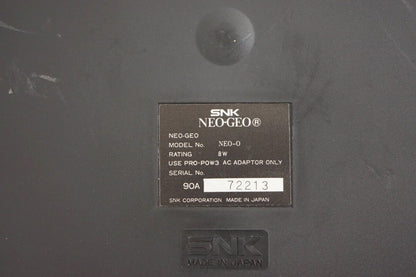 SNK
NEO·GEO®
NEO-GEO
MODEL No. NEO-0
RATING 8W
USE PRO-POW3 AC ADAPTOR ONLY
SERIAL No.
90A 72213
SNK CORPORATION MADE IN JAPAN
SNK
MADE IN JAPAN